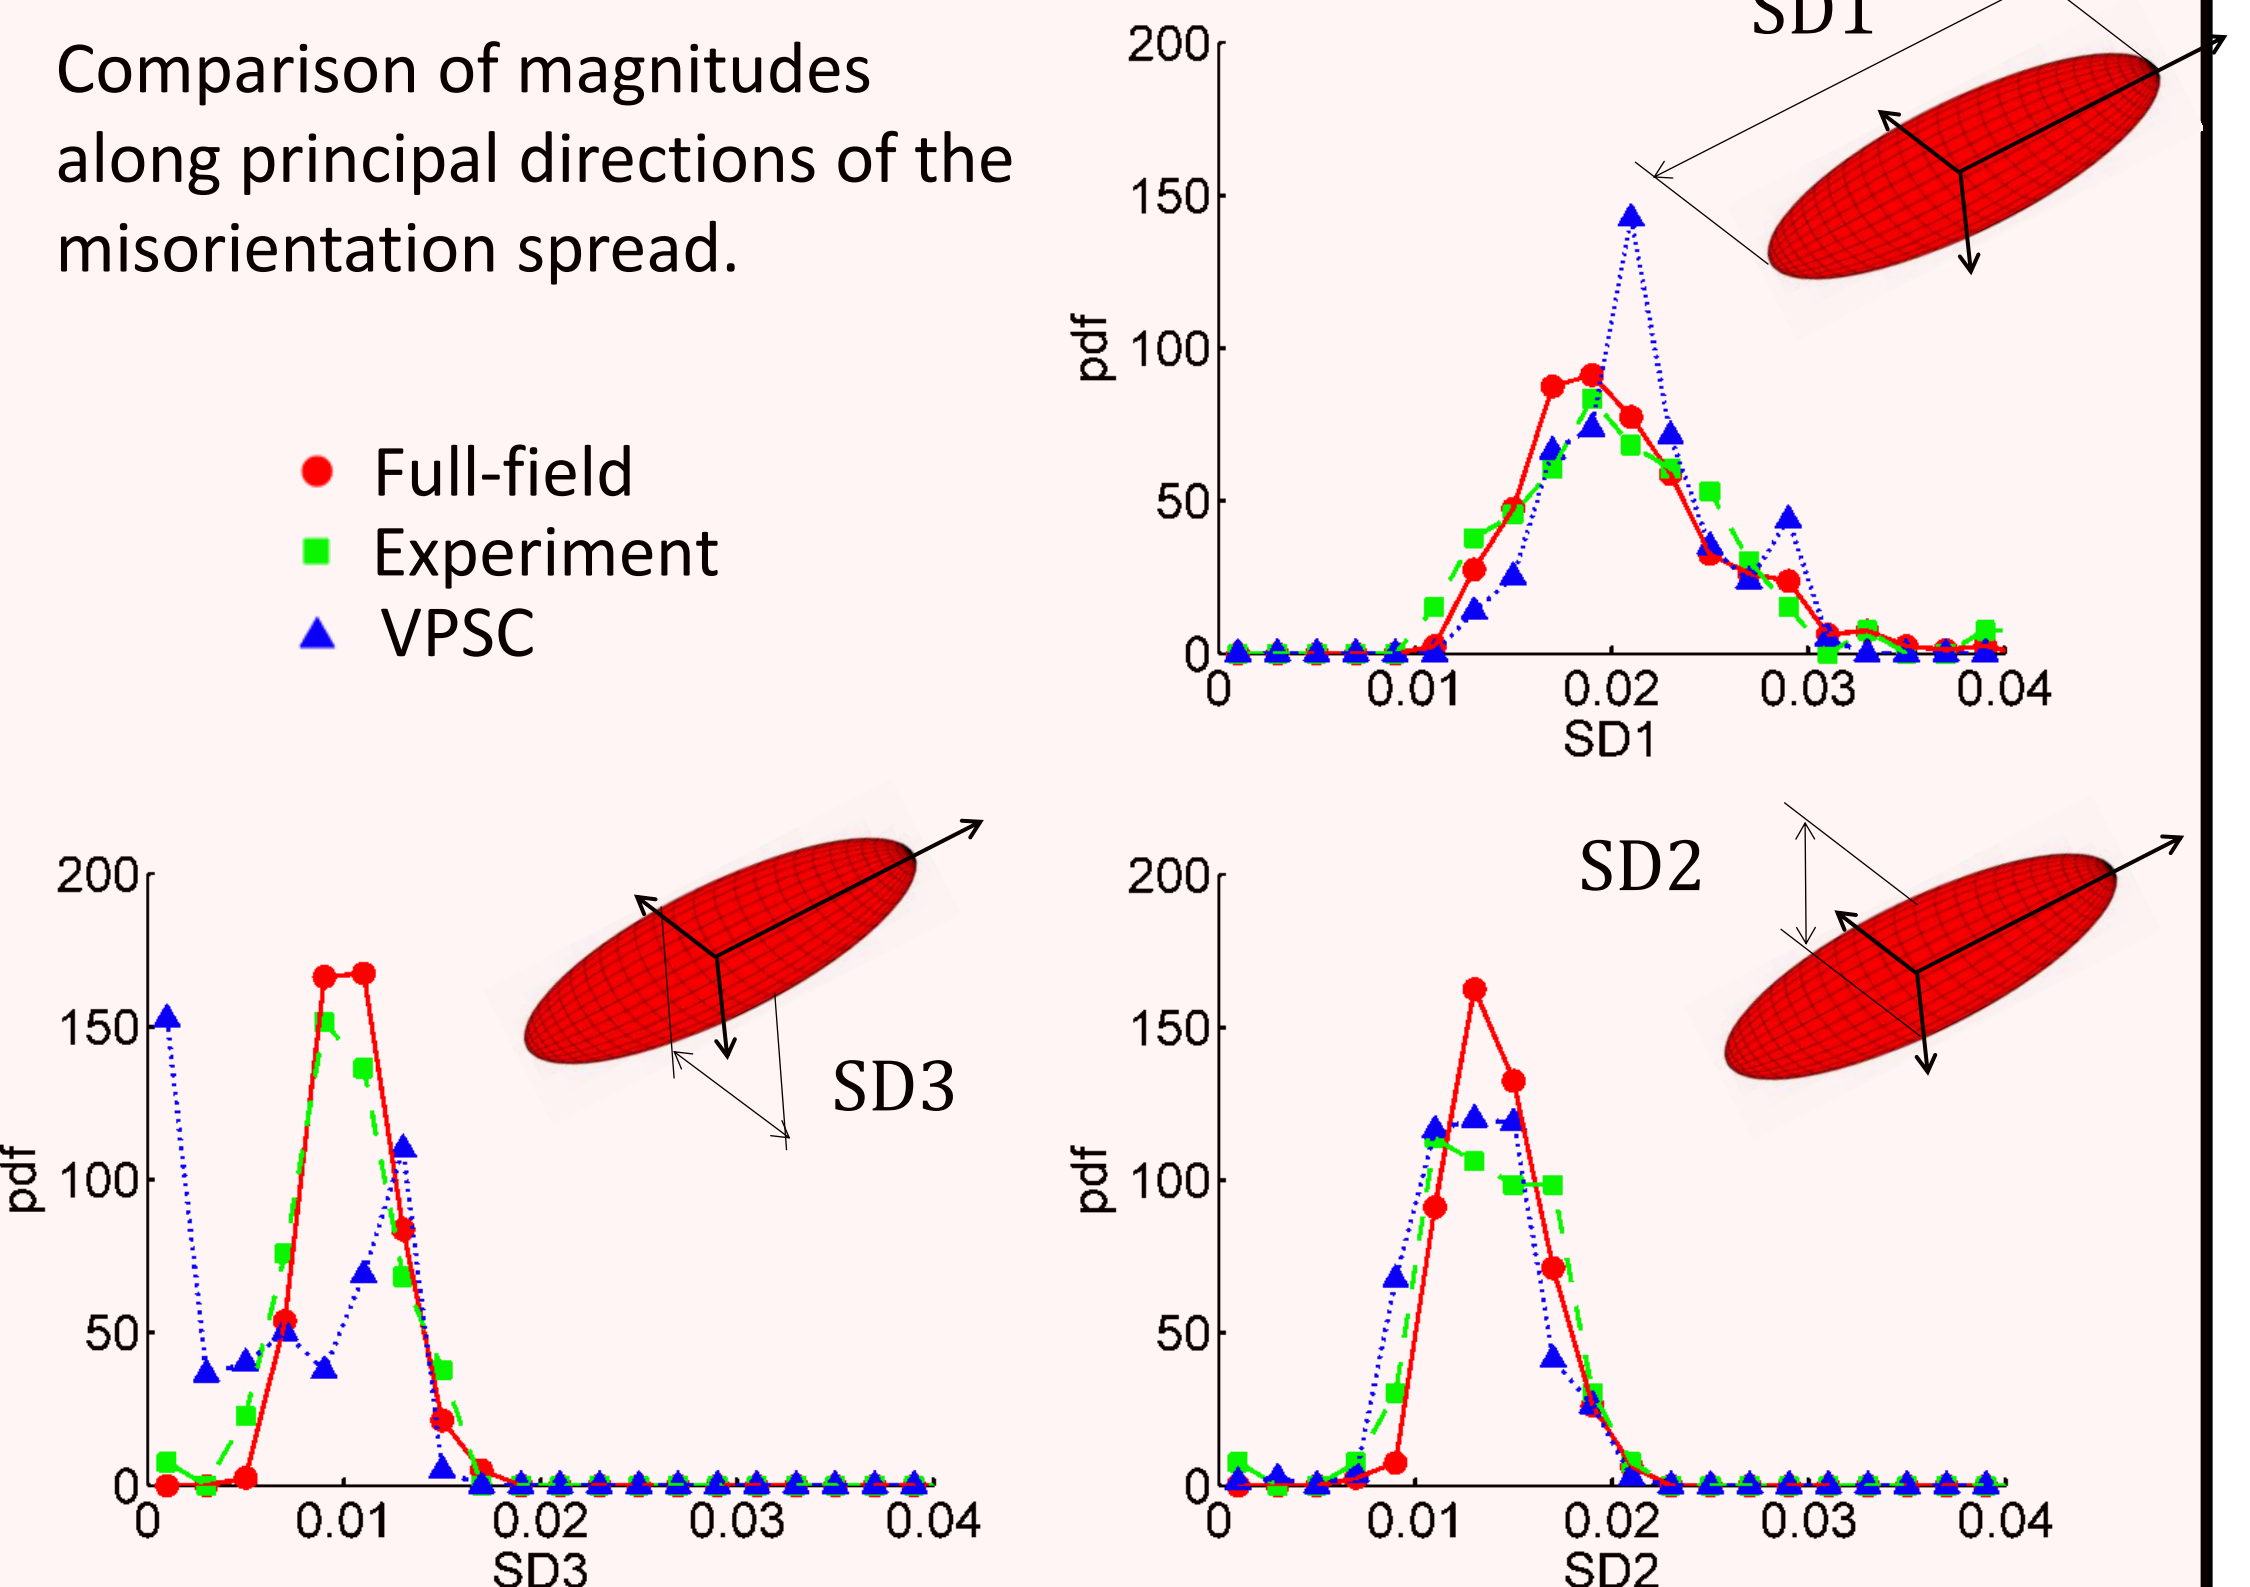 Comparison of magnitudes
along principal directions of the
misorientation spread.
Full-field
Experiment
VPSC
SD1
200
150
100
50
0
pdf
0 0.01 0.02 0.03 0.04
SD1
200
150
100
50
0
pdf
SD3
0 0.01 0.02 0.03 0.04
SD3
200
150
100
50
0
pdf
SD2
0 0.01 0.02 0.03 0.04
SD2